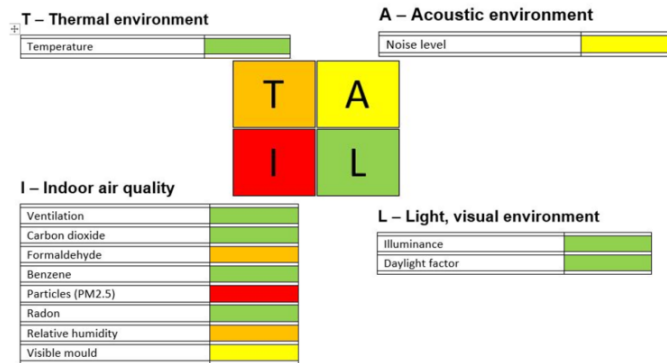 T – Thermal environment
Temperature
A – Acoustic environment
Noise level
T A
I L
I – Indoor air quality
Ventilation
Carbon dioxide
Formaldehyde
Benzene
Particles (PM2.5)
Radon
Relative humidity
Visible mould
L – Light, visual environment
Illuminance
Daylight factor